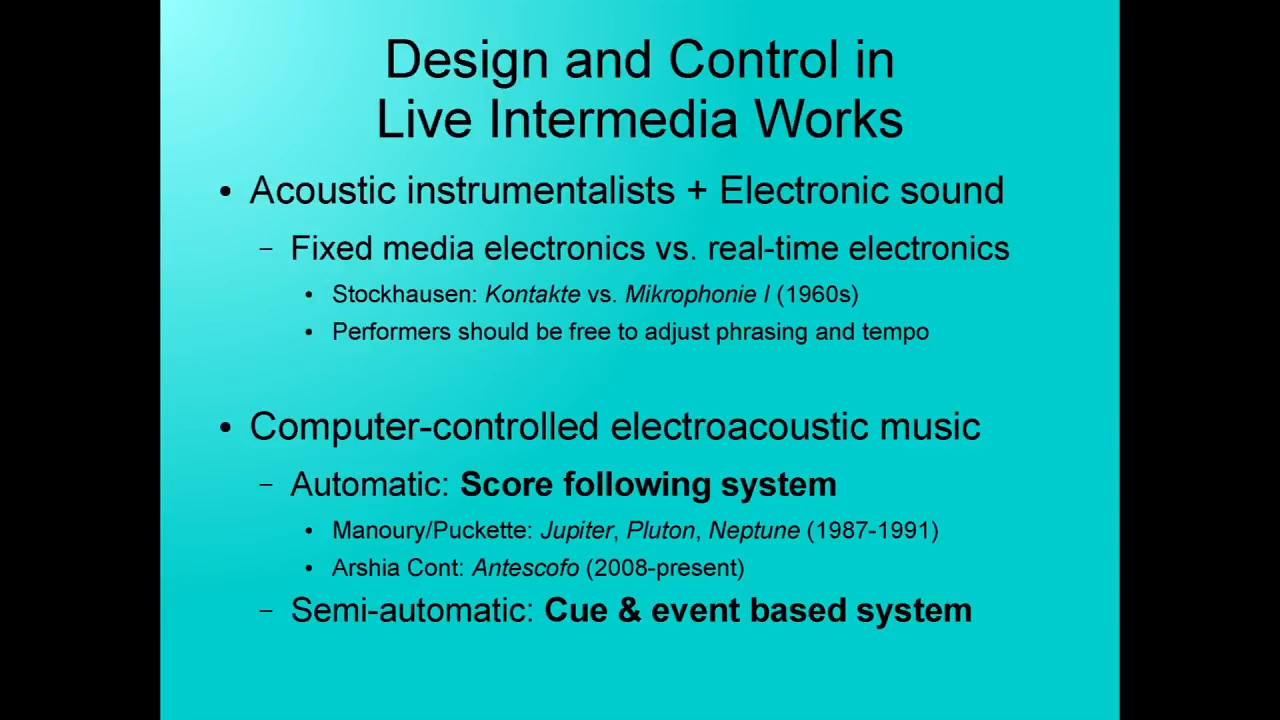 Design and Control in
Live Intermedia Works
• Acoustic instrumentalists + Electronic sound
– Fixed media electronics vs. real-time electronics
• Stockhausen: Kontakte vs. Mikrophonie I (1960s)
• Performers should be free to adjust phrasing and tempo
• Computer-controlled electroacoustic music
– Automatic: Score following system
• Manoury/Puckette: Jupiter, Pluton, Neptune (1987-1991)
• Arshia Cont: Antescofo (2008-present)
– Semi-automatic: Cue & event based system